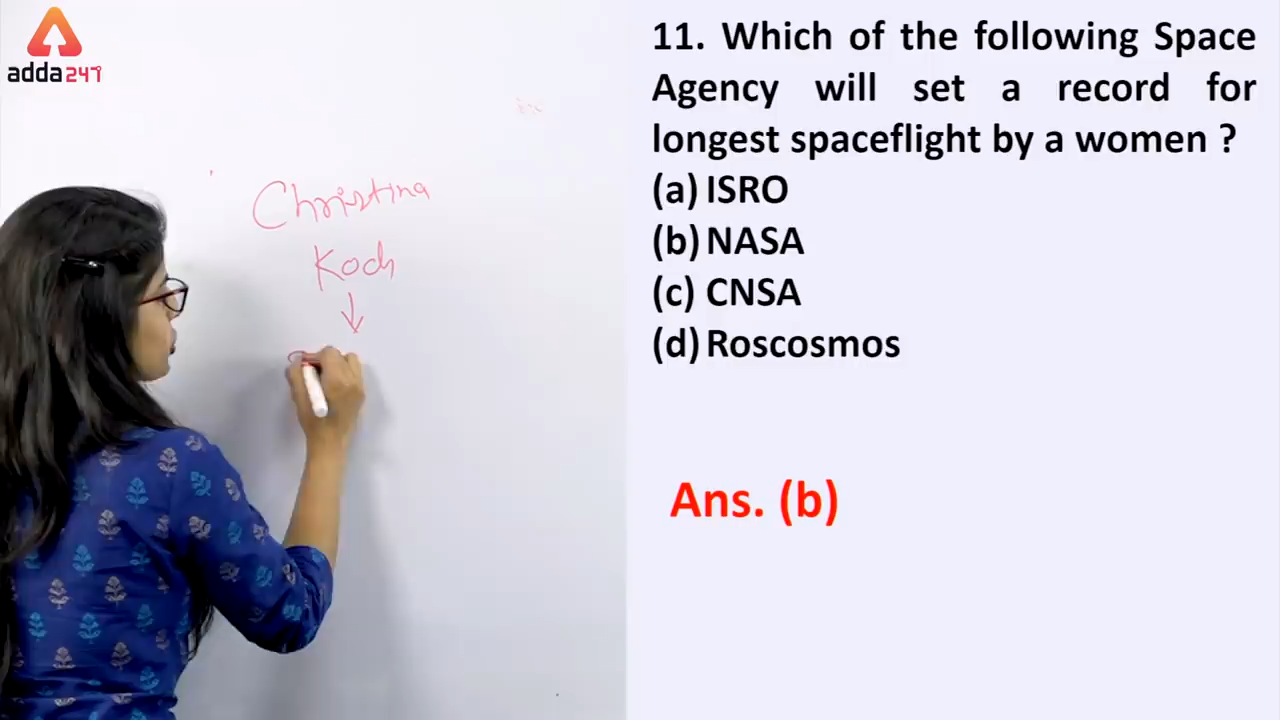 adda247
Christina
Koch
11. Which of the following Space
Agency will set a record for
longest spaceflight by a women ?
(a) ISRO
(b) NASA
(c) CNSA
(d) Roscosmos
Ans. (b)